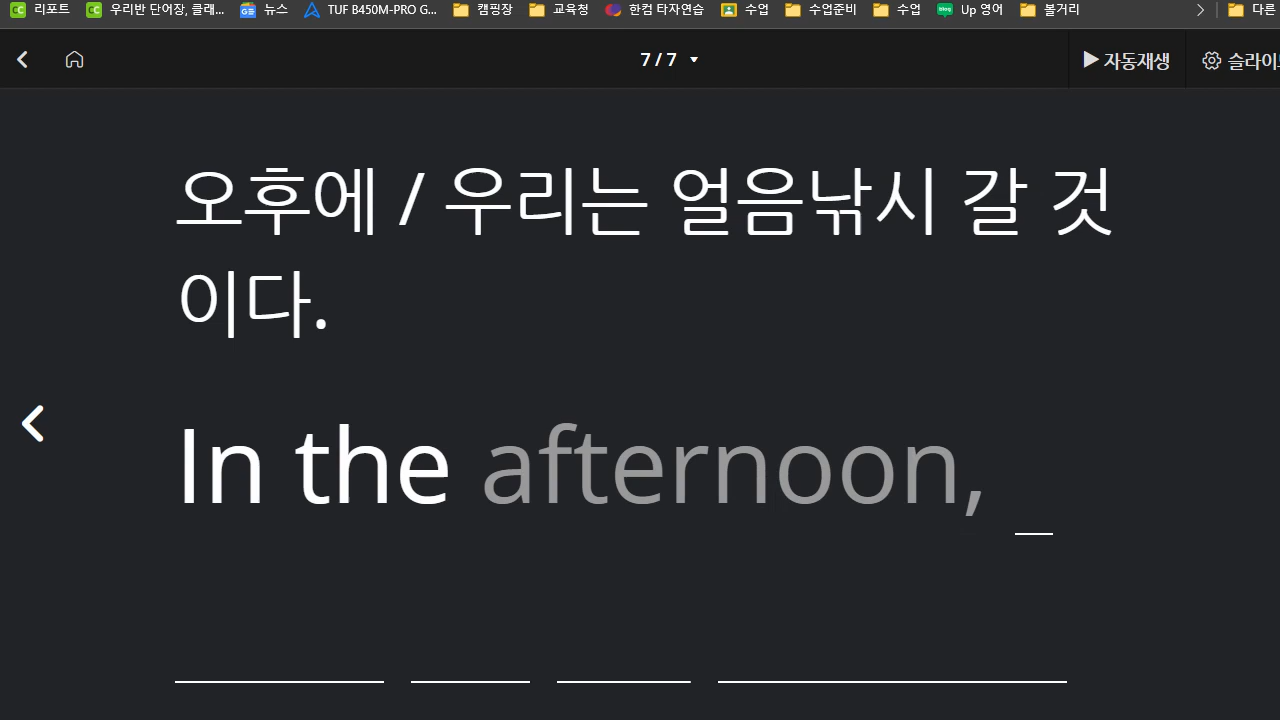 리포트 우리반 단어장, 클래... 뉴스 TUF B450M-PRO G... 캠핑장 교육청 한컴 타자연습 수업 수업준비 수업 Up 영어 볼거리 다른
7 / 7 자동재생 슬라이드
오후에 / 우리는 얼음낚시 갈 것
이다.
In the afternoon, _